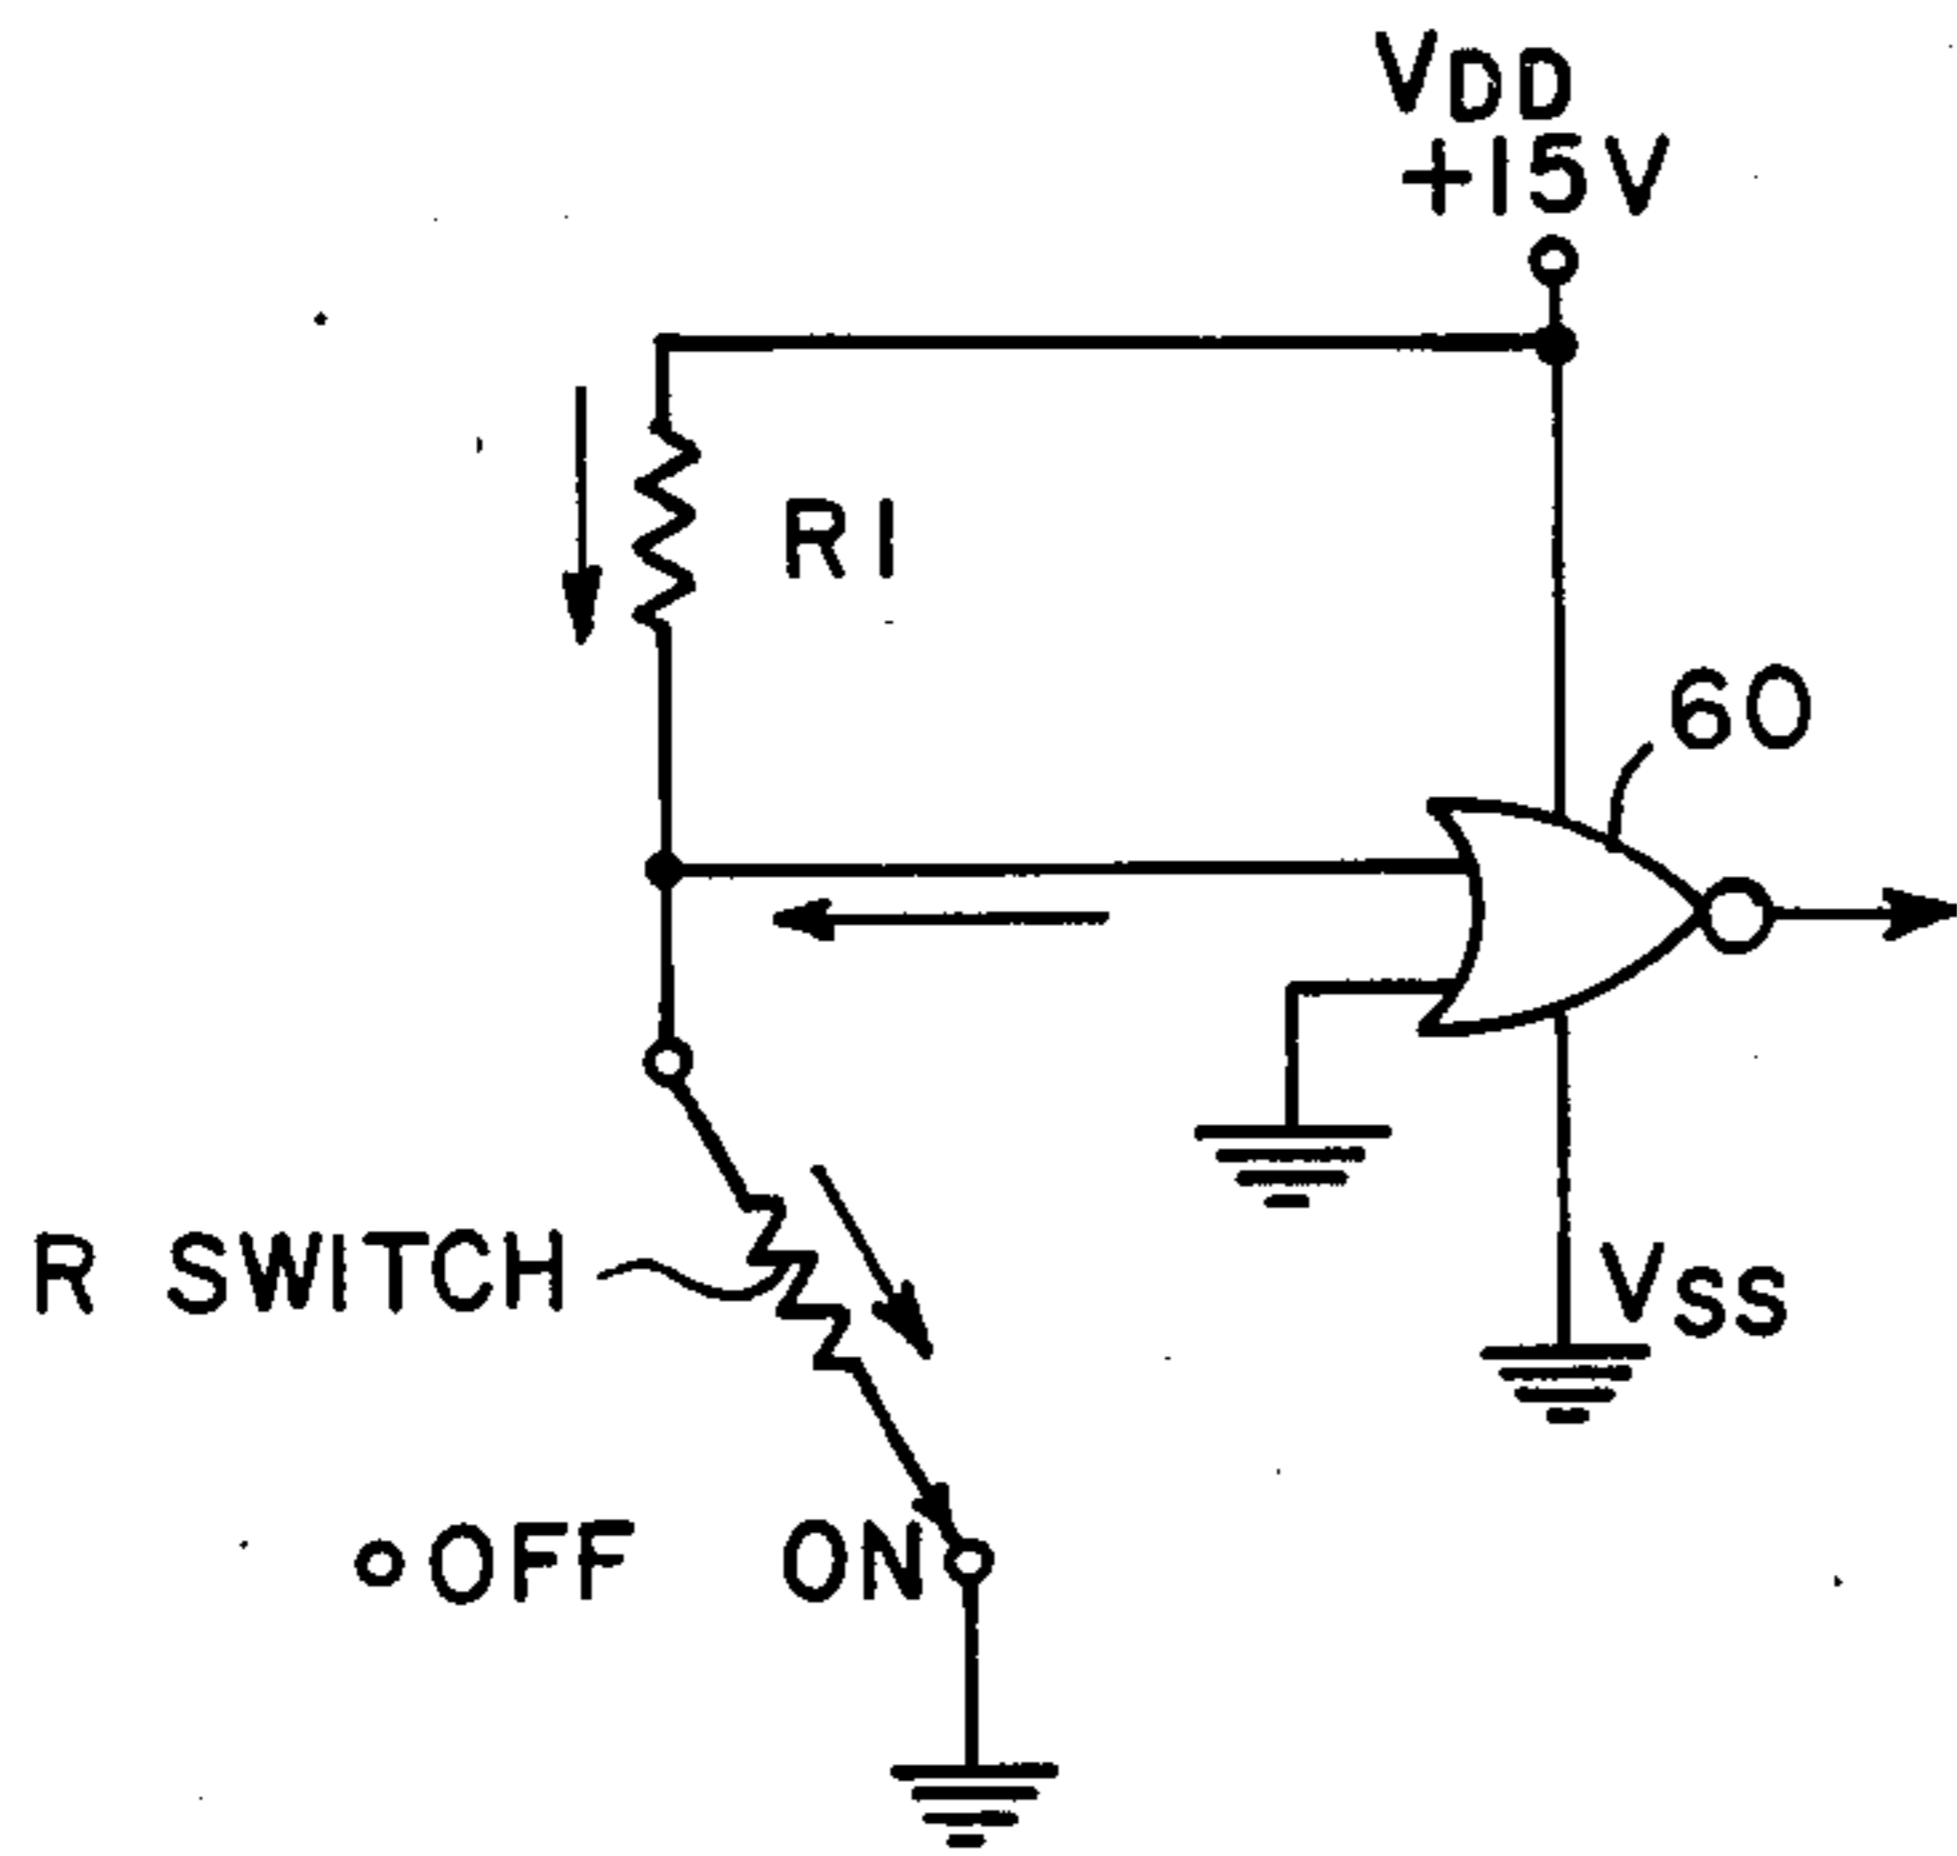 VDD
+15V
R1
60
R SWITCH
VSS
OFF
ON